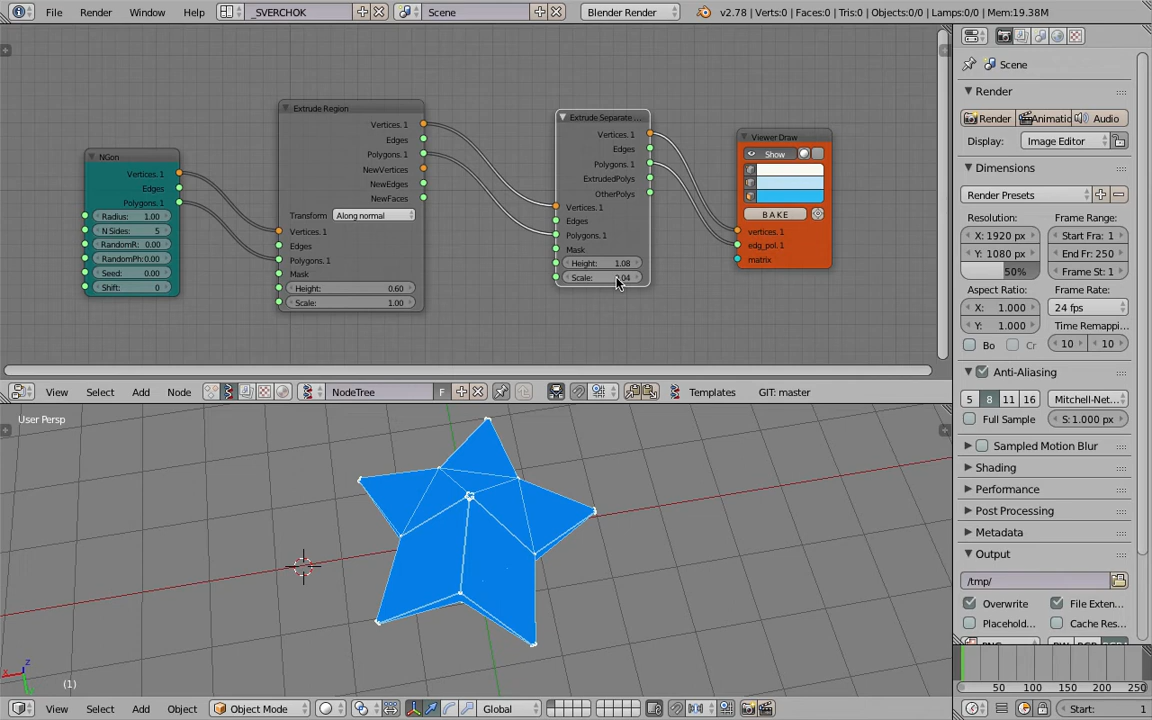 File Render Window Help _SVERCHOK Scene Blender Render v2.78 | Verts:0 | Faces:0 | Tris:0 | Objects:0/0 | Lamps:0/0 | Mem:19.38M
NGon
Vertices. 1
Edges
Polygons. 1
Radius: 1.00
N Sides: 5
RandomR: 0.00
RandomPh:0.00
Seed: 0.00
Shift: 0
Extrude Region
Vertices. 1
Edges
Polygons. 1
NewVertices
NewEdges
NewFaces
Transform Along normal
Vertices. 1
Edges
Polygons. 1
Mask
Height: 0.60
Scale: 1.00
Extrude Separate ...
Vertices. 1
Edges
Polygons. 1
ExtrudedPolys
OtherPolys
Vertices. 1
Edges
Polygons. 1
Mask
Height: 1.08
Scale:
Viewer Draw
Show
BAKE
vertices. 1
edg_pol. 1
matrix
View Select Add Node NodeTree F Templates GIT: master
User Persp
z
x
(1)
View Select Add Object Object Mode Global
Scene
Render
Render Animatic Audio
Display: Image Editor
Dimensions
Render Presets
Resolution: Frame Range:
X: 1920 px Start Fra: 1
Y: 1080 px End Fr: 250
50% Frame St: 1
Aspect Ratio: Frame Rate:
X: 1.000 24 fps
Y: 1.000 Time Remappi...
Bo Cr 10 10
Anti-Aliasing
5 8 11 16 Mitchell-Net...
Full Sample S: 1.000 px
Sampled Motion Blur
Shading
Performance
Post Processing
Metadata
Output
/tmp/
Overwrite File Exten...
Placehold... Cache Res...
50 100 150 200 250
Start: 1